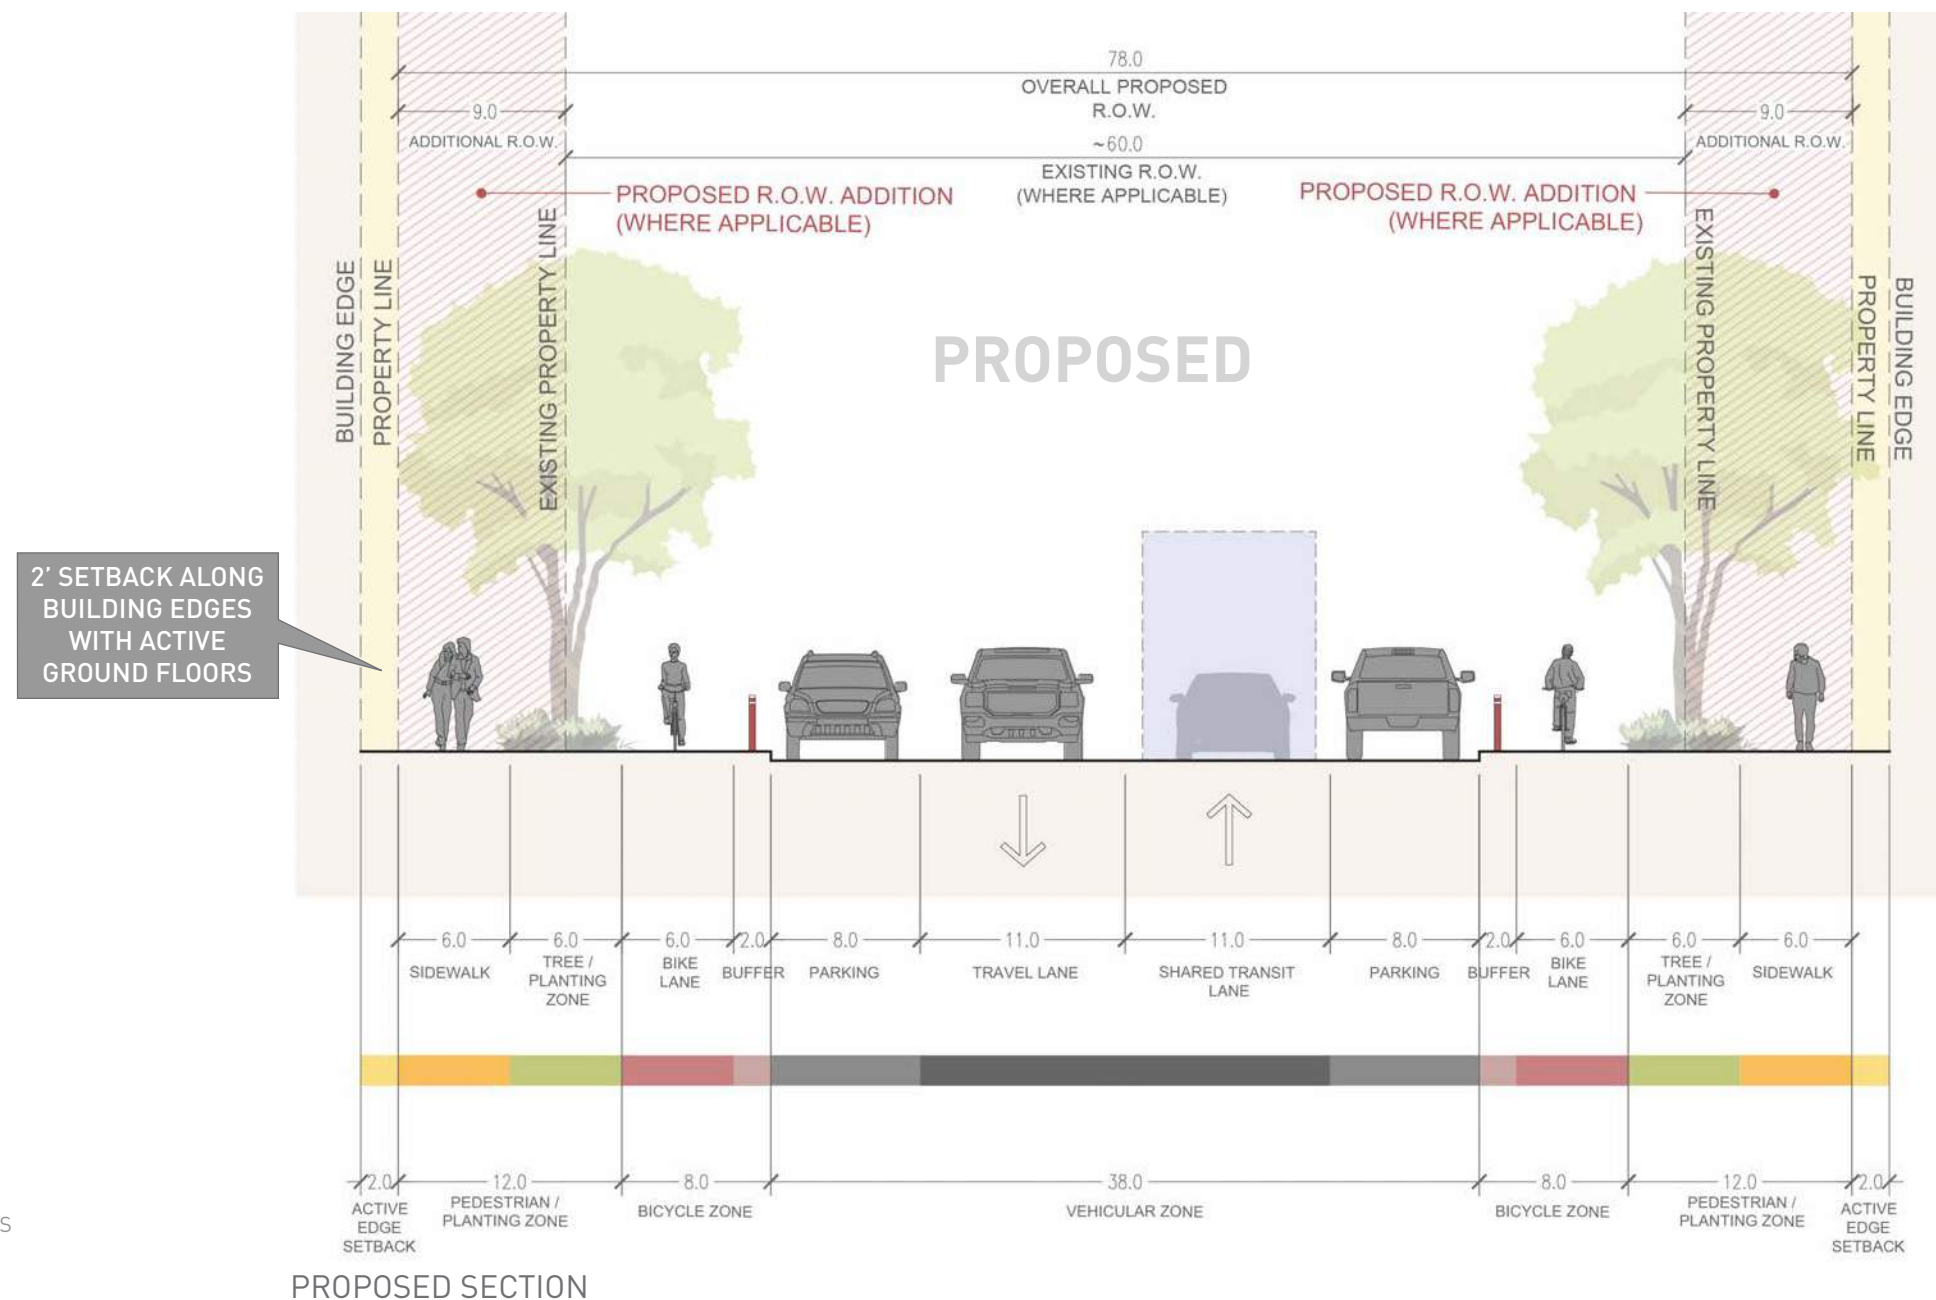 78.0
OVERALL PROPOSED
R.O.W.
9.0
ADDITIONAL R.O.W.
9.0
ADDITIONAL R.O.W.
~60.0
EXISTING R.O.W.
(WHERE APPLICABLE)
PROPOSED R.O.W. ADDITION
(WHERE APPLICABLE)
PROPOSED R.O.W. ADDITION
(WHERE APPLICABLE)
BUILDING EDGE
PROPERTY LINE
EXISTING PROPERTY LINE
PROPOSED
EXISTING PROPERTY LINE
PROPERTY LINE
BUILDING EDGE
2’ SETBACK ALONG
BUILDING EDGES
WITH ACTIVE
GROUND FLOORS
6.0
SIDEWALK
6.0
TREE /
PLANTING
ZONE
6.0
BIKE
LANE
2.0
BUFFER
8.0
PARKING
11.0
TRAVEL LANE
11.0
SHARED TRANSIT
LANE
8.0
PARKING
2.0
BUFFER
6.0
BIKE
LANE
6.0
TREE /
PLANTING
ZONE
6.0
SIDEWALK
2.0
ACTIVE
EDGE
SETBACK
12.0
PEDESTRIAN /
PLANTING ZONE
8.0
BICYCLE ZONE
38.0
VEHICULAR ZONE
8.0
BICYCLE ZONE
12.0
PEDESTRIAN /
PLANTING ZONE
2.0
ACTIVE
EDGE
SETBACK
S
PROPOSED SECTION